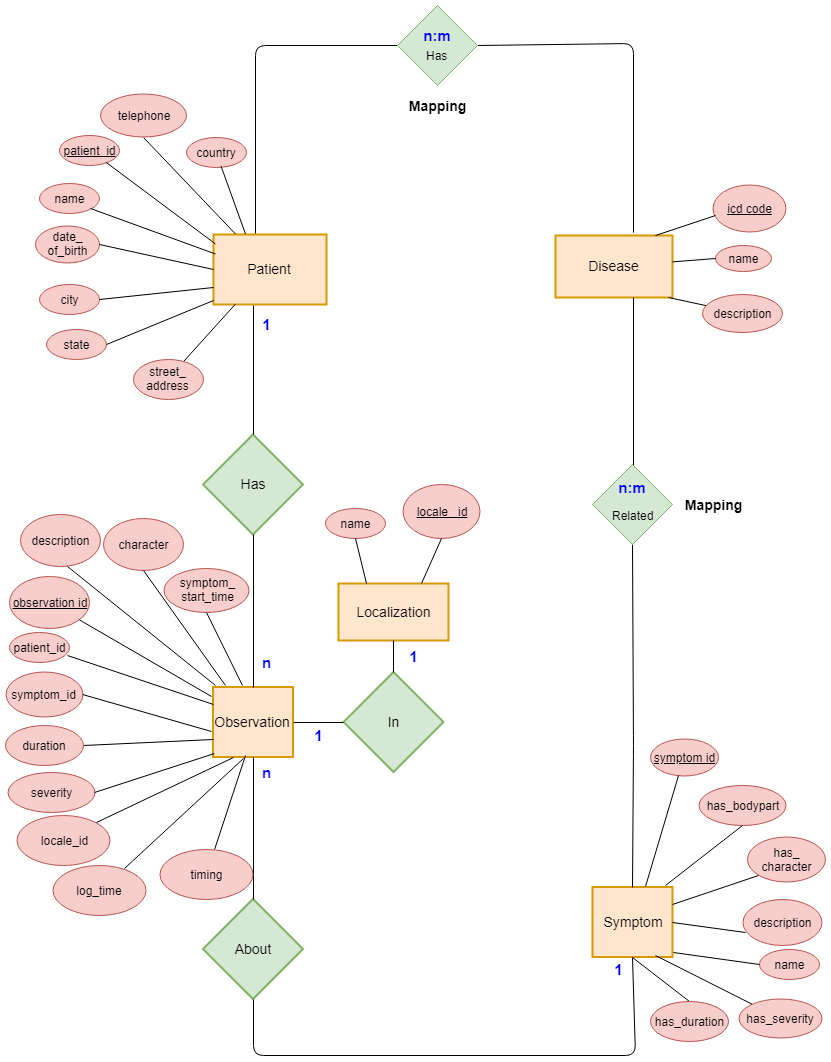 n:m
Has
Mapping
telephone
patient_id
country
name
date_
of_birth
city
state
street_
address
Patient
1
Disease
icd code
name
description
Has
n:m
Related
Mapping
name
locale_id
Localization
1
In
1
description
character
symptom_
start_time
observation id
patient_id
symptom_id
duration
severity
locale_id
log_time
timing
n
Observation
n
About
symptom id
has_bodypart
has_
character
description
name
has_severity
has_duration
Symptom
1